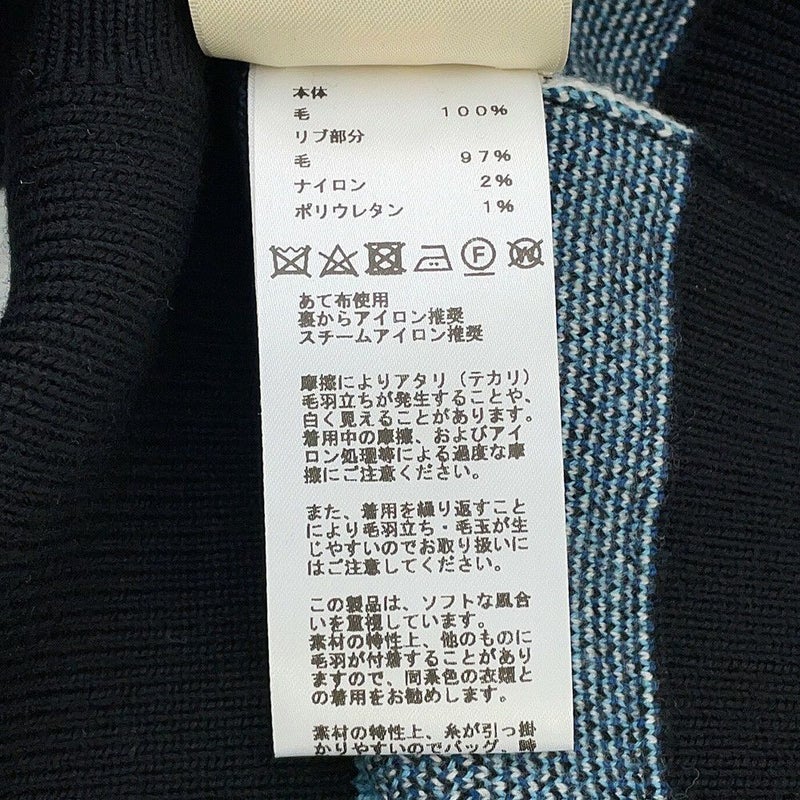 本体
毛 100%
リブ部分
毛 97%
ナイロン 2%
ポリウレタン 1%
F W
あて布使用
裏からアイロン推奨
スチームアイロン推奨
摩擦によりアタリ（テカリ）
毛羽立ちが発生することや、
白く見えることがあります。
着用中の摩擦、およびアイ
ロン処理等による過度な摩
擦にご注意ください。
また、着用を繰り返すこと
により毛羽立ち・毛玉が生
じやすいのでお取り扱いに
はご注意してください。
この製品は、ソフトな風合
いを重視しています。
素材の特性上、他のものに
毛羽が付着することがあり
ますので、同系色の衣類と
の着用をお勧めします。
素材の特性上、糸が引っ掛
かりやすいのでバッグ、